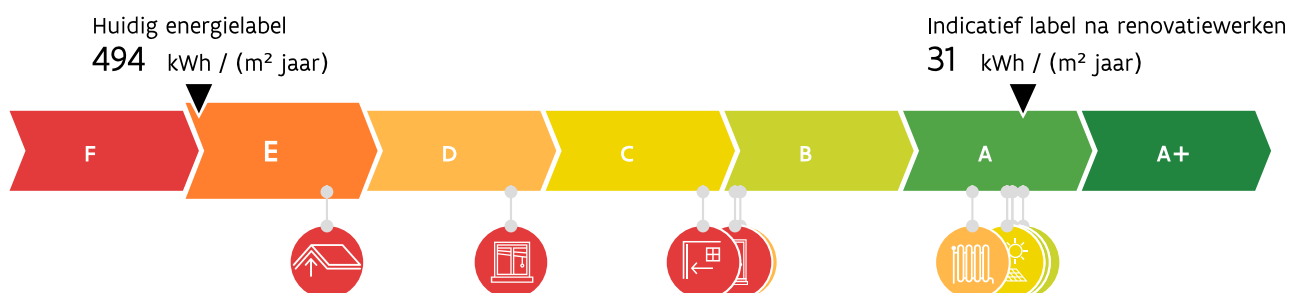 Huidig energielabel
494 kWh / (m² jaar)
Indicatief label na renovatiewerken
31 kWh / (m² jaar)
F E D C B A A+